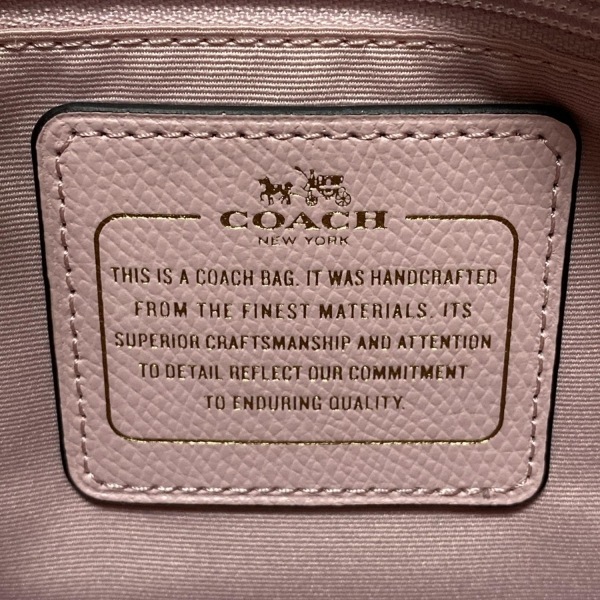 COACH
NEW YORK
THIS IS A COACH BAG. IT WAS HANDCRAFTED
FROM THE FINEST MATERIALS. ITS
SUPERIOR CRAFTSMANSHIP AND ATTENTION
TO DETAIL REFLECT OUR COMMITMENT
TO ENDURING QUALITY.